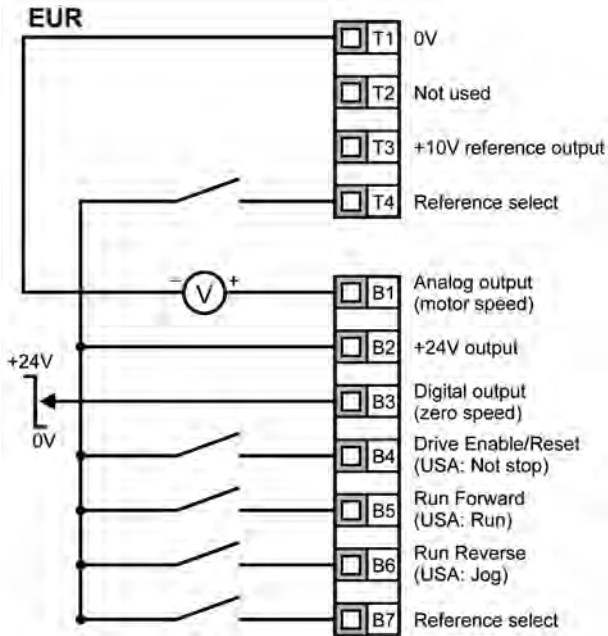 EUR
T1 0V
T2 Not used
T3 +10V reference output
T4 Reference select
− V + B1 Analog output
(motor speed)
B2 +24V output
+24V
B3 Digital output
(zero speed)
0V
B4 Drive Enable/Reset
(USA: Not stop)
B5 Run Forward
(USA: Run)
B6 Run Reverse
(USA: Jog)
B7 Reference select